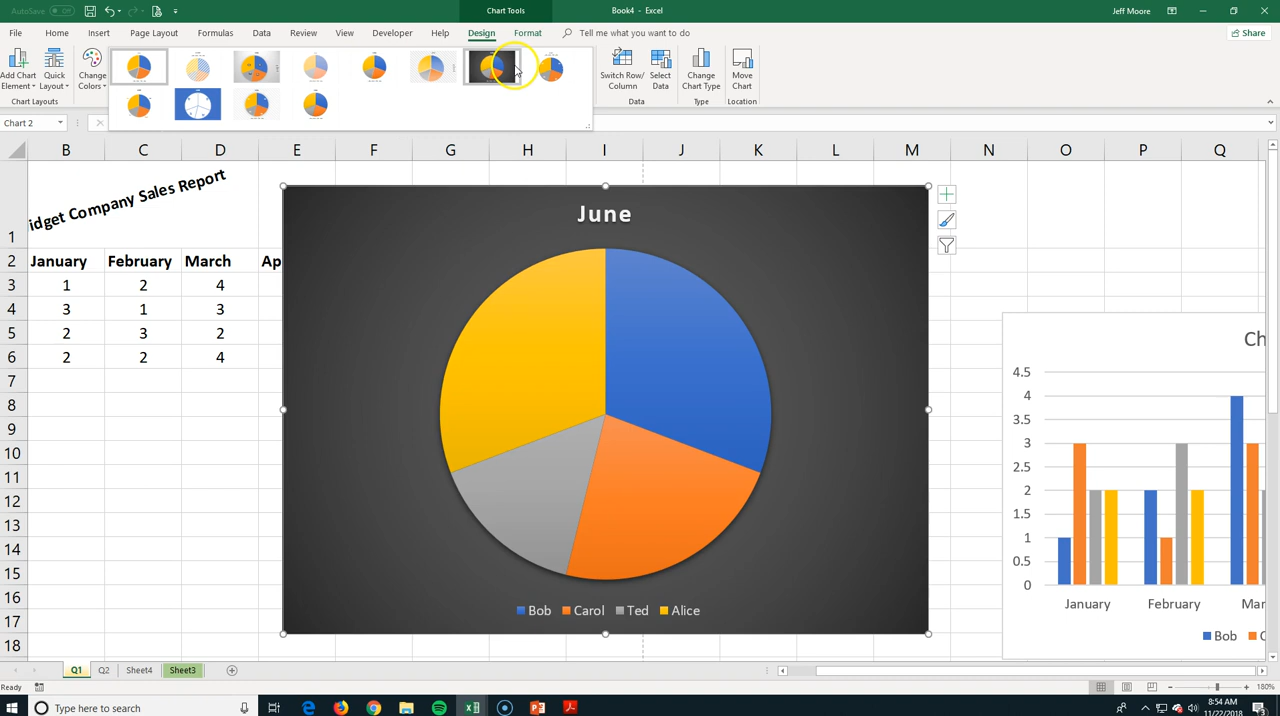 AutoSave Off
Chart Tools
Book4 - Excel
Jeff Moore
File Home Insert Page Layout Formulas Data Review View Developer Help Design Format Tell me what you want to do
Share
Add Chart Element
Quick Layout
Change Colors
Switch Row/ Column
Select Data
Change Chart Type
Move Chart
Chart Layouts
Data
Type
Location
Chart 2
B C D E F G H I J K L M N O P Q
1
idget Company Sales Report
2 January February March Ap
3 1 2 4
4 3 1 3
5 2 3 2
6 2 2 4
7
8
9
10
11
12
13
14
15
16
17
18
June
Bob Carol Ted Alice
Ch
4.5
4
3.5
3
2.5
2
1.5
1
0.5
0
January February Mar
Bob C
Q1 Q2 Sheet4 Sheet3
Ready
180%
Type here to search
8:54 AM
11/22/2018